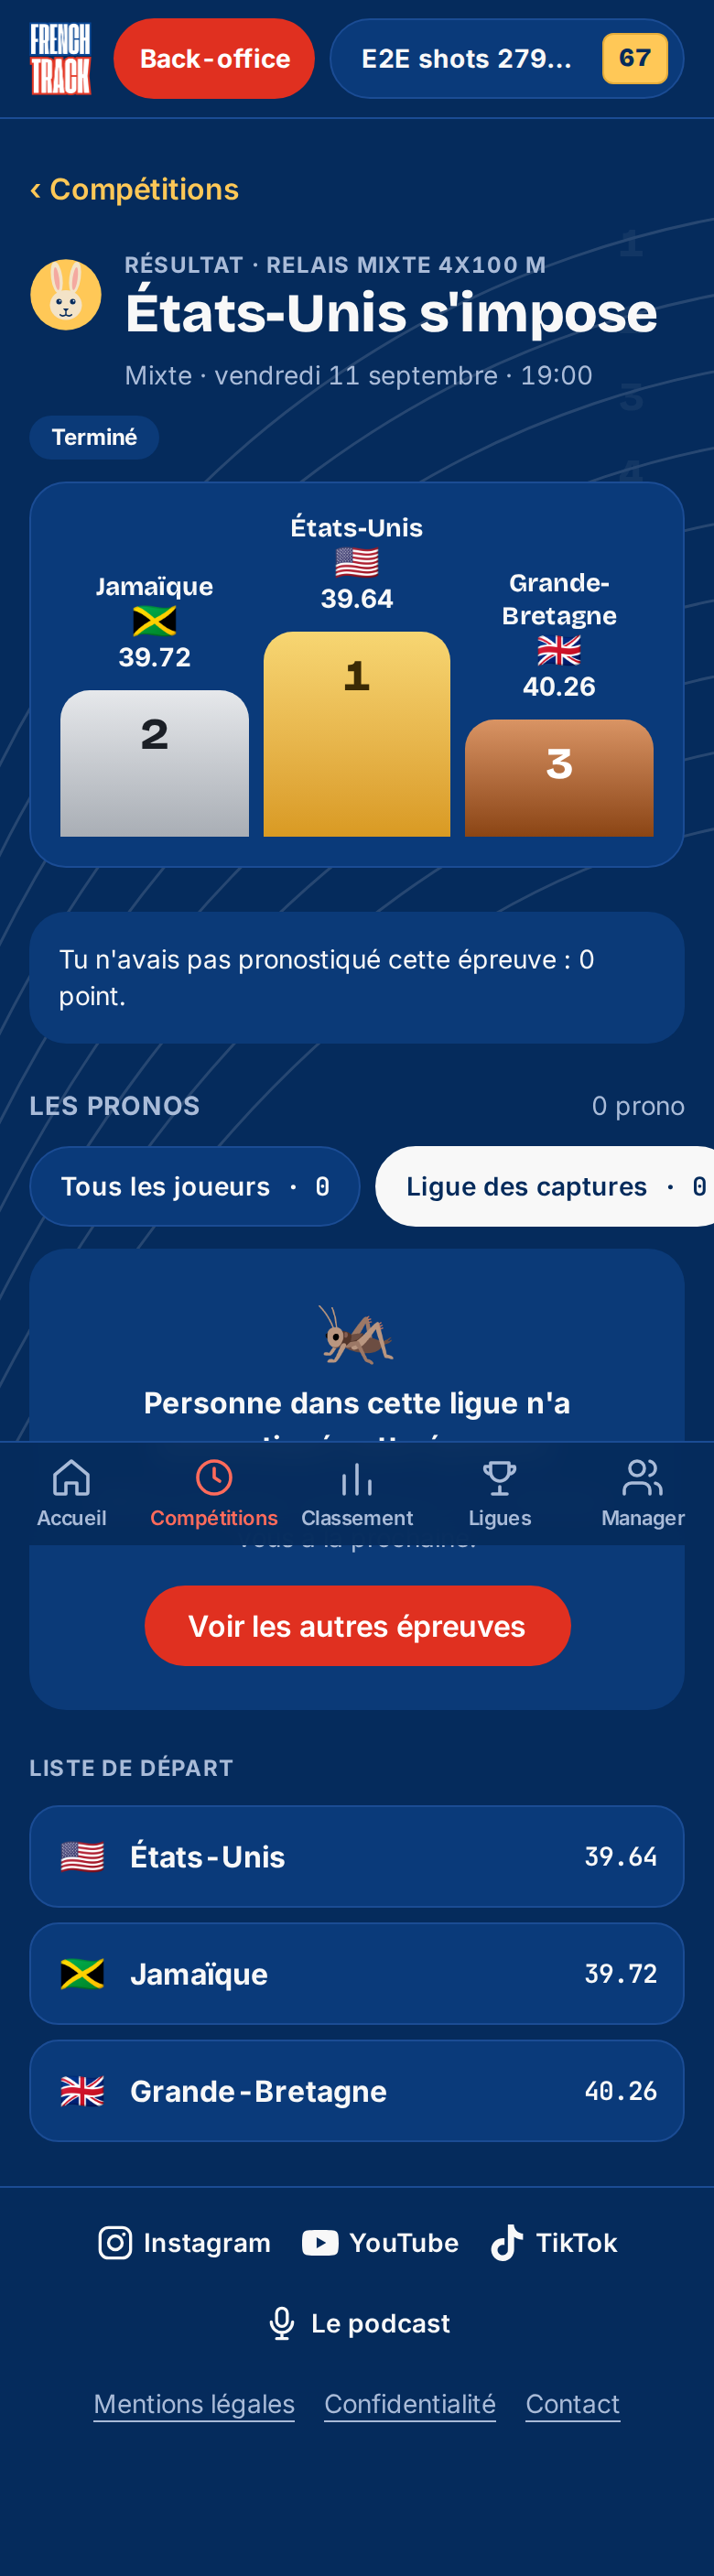 FRENCH
TRACK
Back-office
E2E shots 279...
67
‹ Compétitions
RÉSULTAT · RELAIS MIXTE 4X100 M
États-Unis s'impose
Mixte · vendredi 11 septembre · 19:00
1
3
4
Terminé
États-Unis
39.64
Jamaïque
39.72
Grande-
Bretagne
40.26
1
2
3
Tu n'avais pas pronostiqué cette épreuve : 0
point.
LES PRONOS
0 prono
Tous les joueurs · 0
Ligue des captures · 0
Personne dans cette ligue n'a
Accueil
Compétitions
Classement
Ligues
Manager
Voir les autres épreuves
LISTE DE DÉPART
États-Unis
39.64
Jamaïque
39.72
Grande-Bretagne
40.26
Instagram
YouTube
TikTok
Le podcast
Mentions légales
Confidentialité
Contact